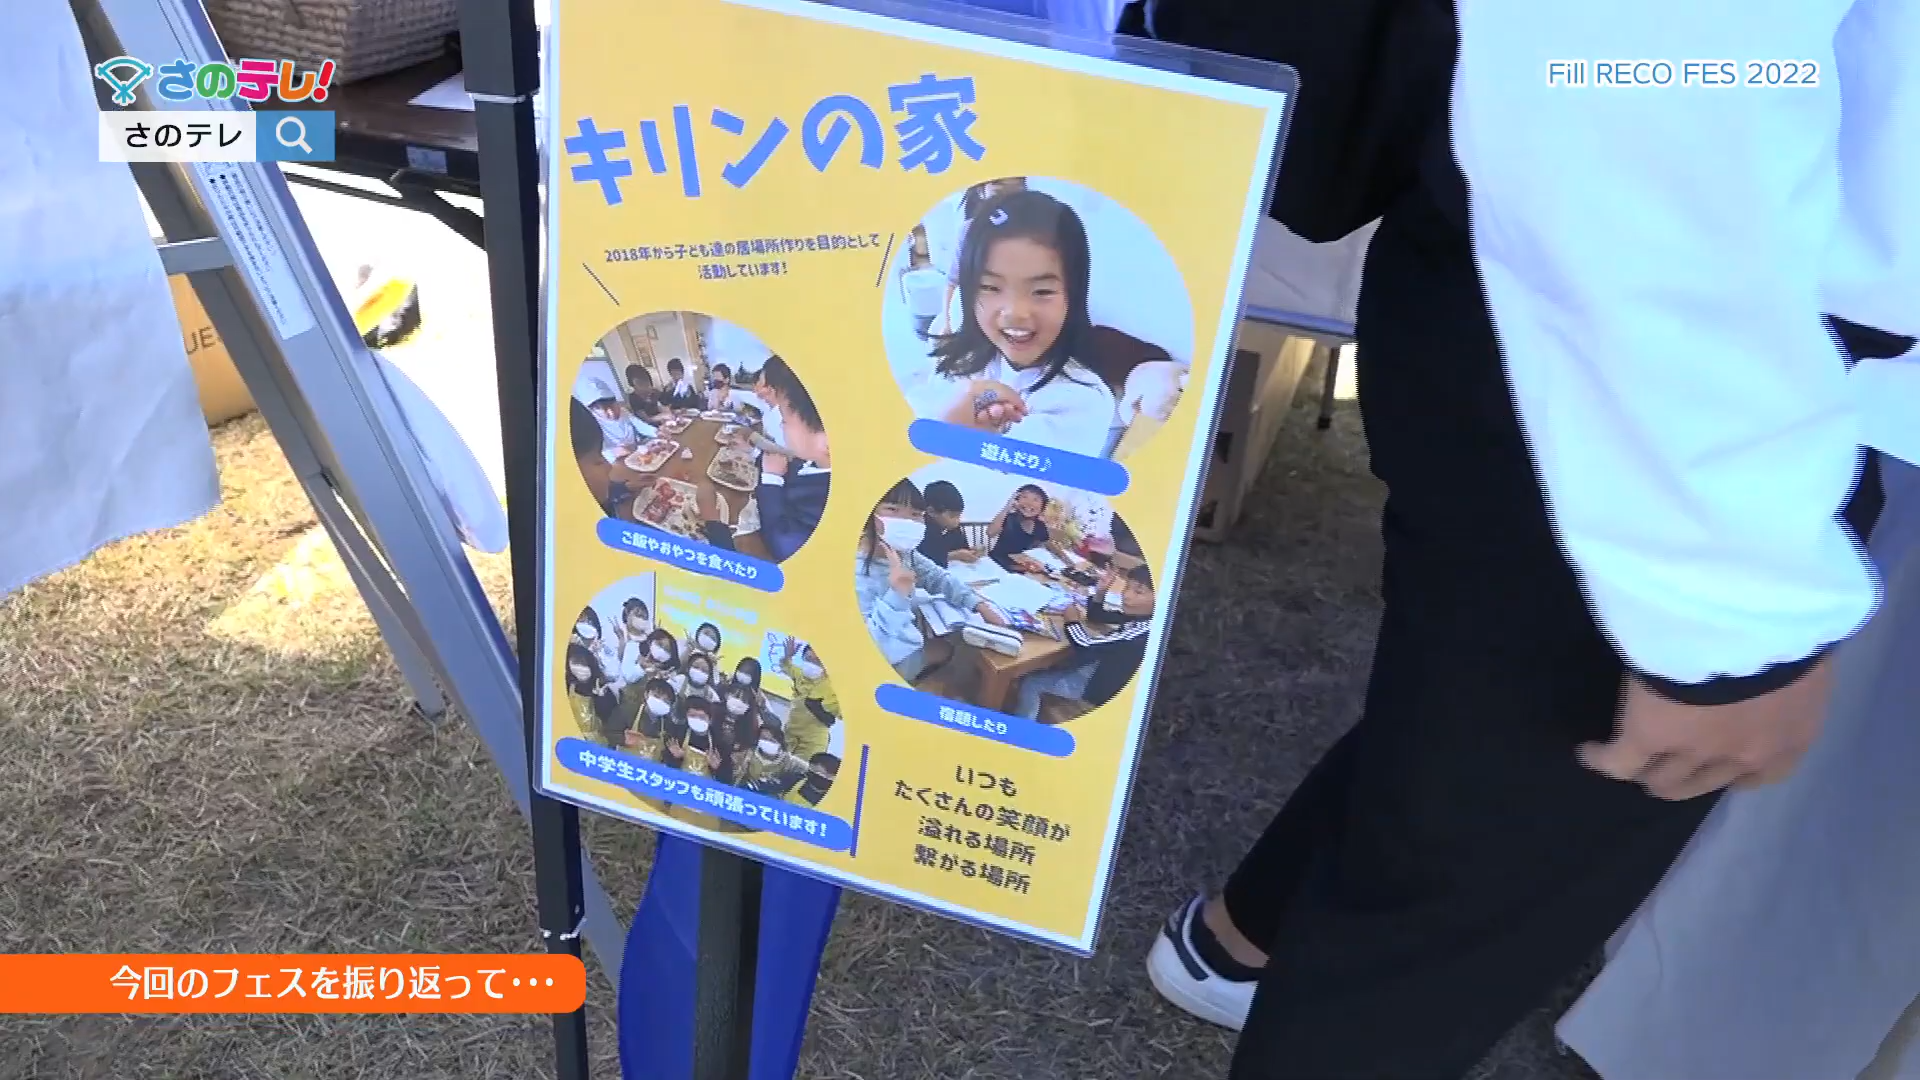 さのテレ!
さのテレ
Fill RECO FES 2022
キリンの家
2018年から子ども達の居場所作りを目的として
活動しています!
遊んだり♪
ご飯やおやつを食べたり
宿題したり
中学生スタッフも頑張っています!
いつも
たくさんの笑顔が
溢れる場所
繋がる場所
今回のフェスを振り返って・・・